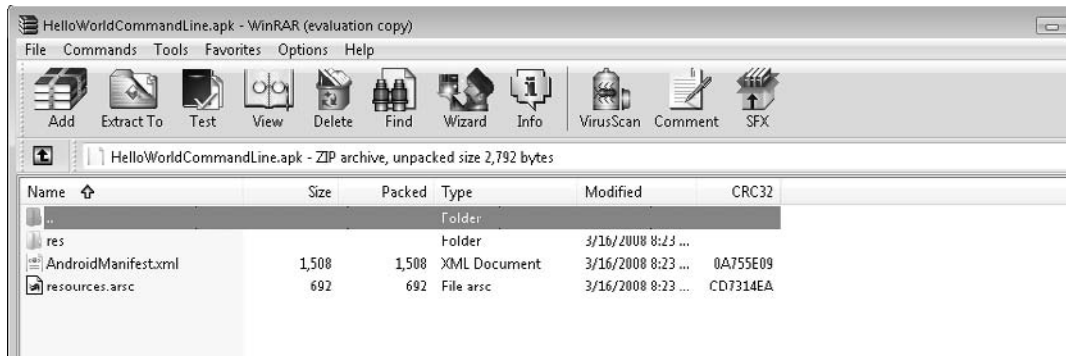 HelloWorldCommandLine.apk - WinRAR (evaluation copy)
File Commands Tools Favorites Options Help
Add Extract To Test View Delete Find Wizard Info VirusScan Comment SFX
HelloWorldCommandLine.apk - ZIP archive, unpacked size 2,792 bytes
Name Size Packed Type Modified CRC32
.. Folder
res Folder 3/16/2008 8:23 ...
AndroidManifest.xml 1,508 1,508 XML Document 3/16/2008 8:23 ... 0A755E09
resources.arsc 692 692 File arsc 3/16/2008 8:23 ... CD7314EA